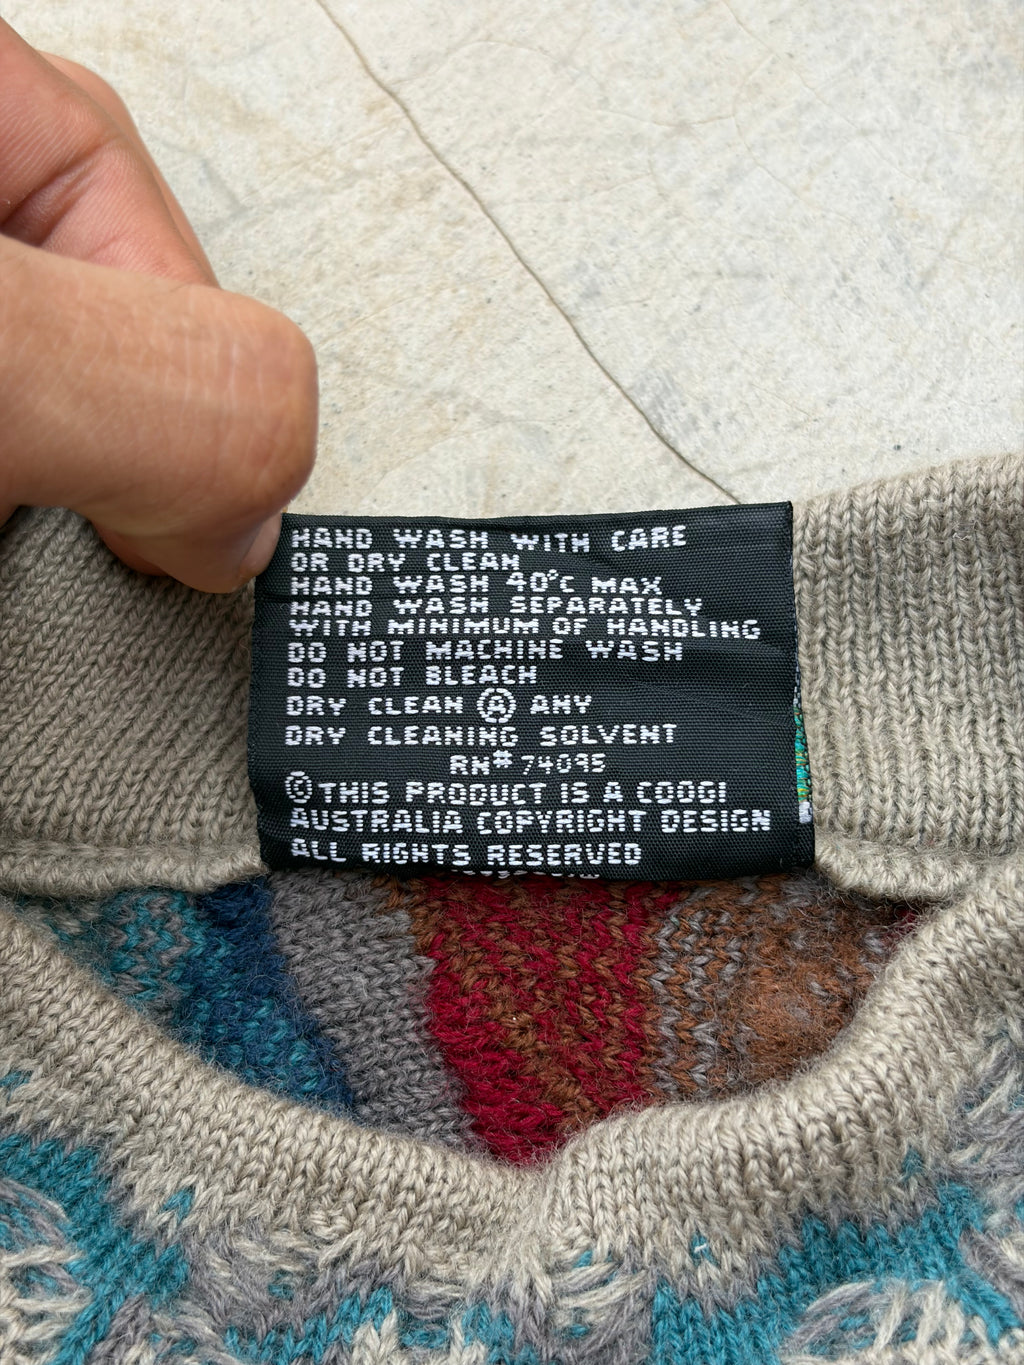 HAND WASH WITH CARE
OR DRY CLEAN
HAND WASH 40°C MAX
HAND WASH SEPARATELY
WITH MINIMUM OF HANDLING
DO NOT MACHINE WASH
DO NOT BLEACH
DRY CLEAN Ⓐ ANY
DRY CLEANING SOLVENT
RN# 74095
© THIS PRODUCT IS A COOGI
AUSTRALIA COPYRIGHT DESIGN
ALL RIGHTS RESERVED